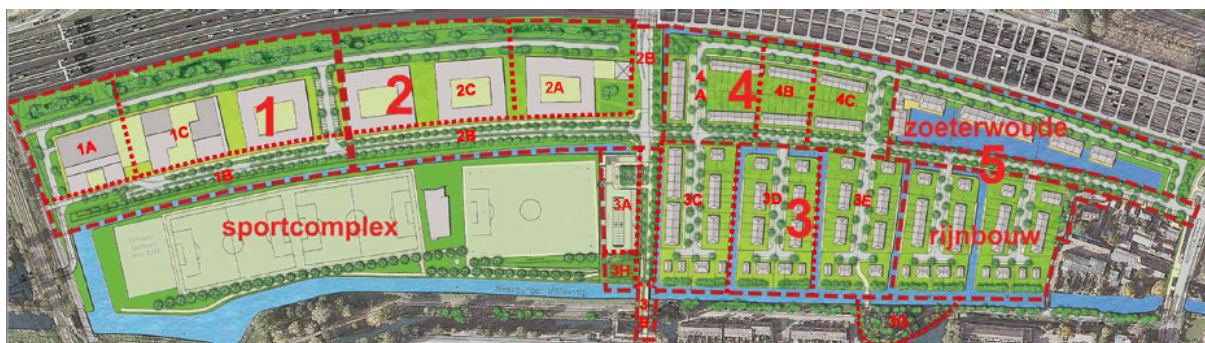 2B
4
A
4
4B
4C
2
2C
2A
1
1C
1A
zoeterwoude
5
2B
1B
3A
3C
3D
3E
3
sportcomplex
rijnbouw
3H
3G